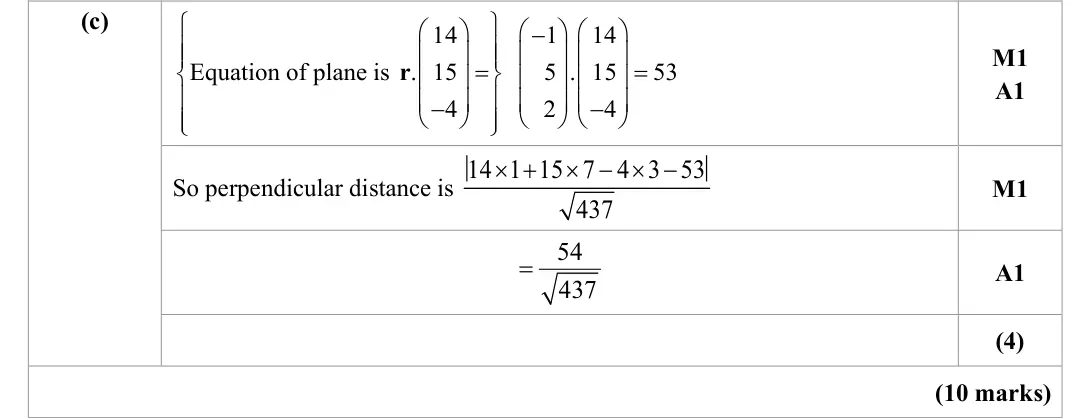 (c)
{Equation of plane is r.(14 15 −4) =} (−1 5 2).(14 15 −4) = 53
M1
A1
So perpendicular distance is |14×1+15×7−4×3−53| / √437
M1
= 54 / √437
A1
(4)
(10 marks)